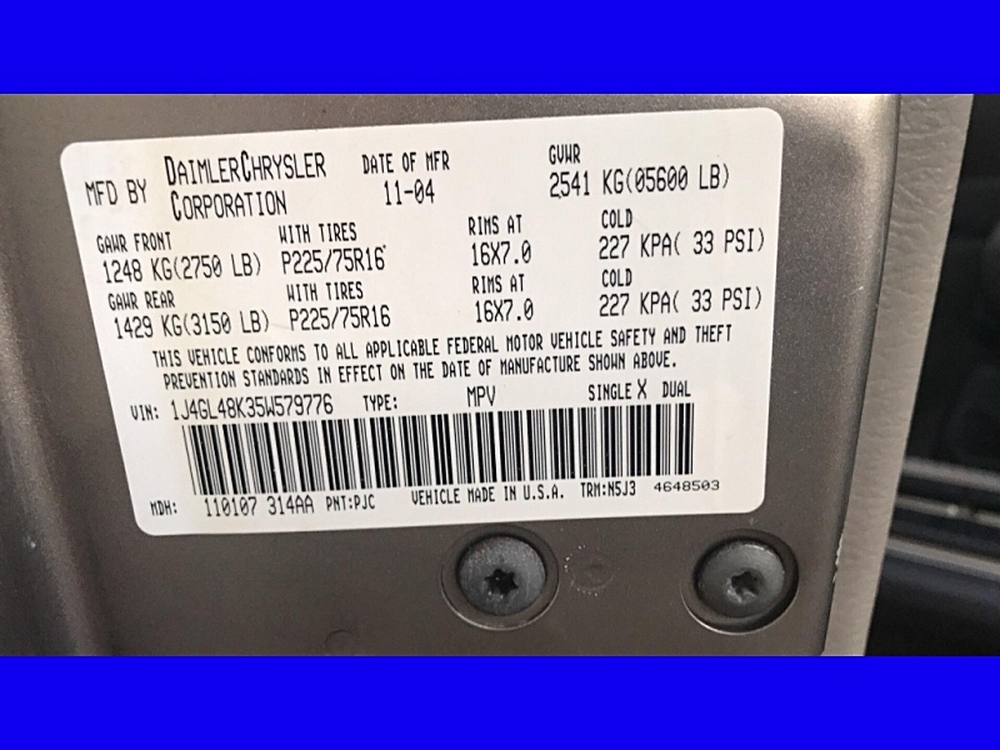 MFD BY DAIMLERCHRYSLER CORPORATION DATE OF MFR 11-04 GVWR 2541 KG(05600 LB)
GAWR FRONT WITH TIRES RIMS AT COLD
1248 KG(2750 LB) P225/75R16 16X7.0 227 KPA( 33 PSI)
GAWR REAR WITH TIRES RIMS AT COLD
1429 KG(3150 LB) P225/75R16 16X7.0 227 KPA( 33 PSI)
THIS VEHICLE CONFORMS TO ALL APPLICABLE FEDERAL MOTOR VEHICLE SAFETY AND THEFT
PREVENTION STANDARDS IN EFFECT ON THE DATE OF MANUFACTURE SHOWN ABOVE.
VIN: 1J4GL48K35W579776 TYPE: MPV SINGLE X DUAL
MDH: 110107 314AA PNT:PJC VEHICLE MADE IN U.S.A. TRM:N5J3 4648503